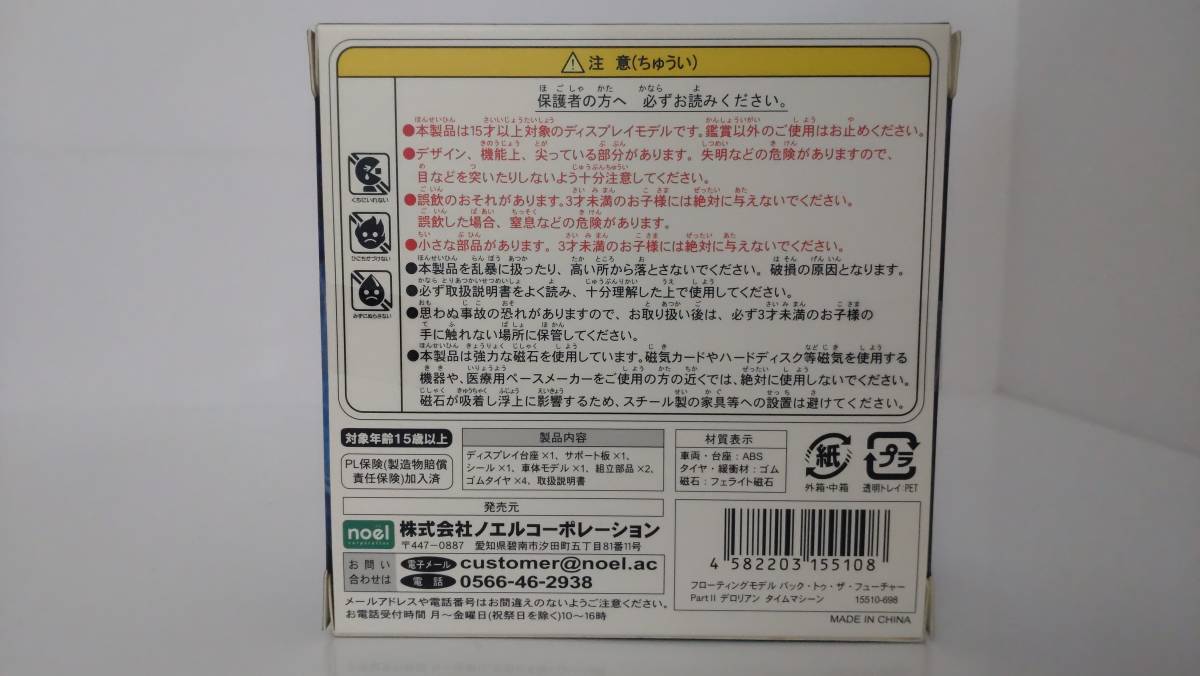 注 意(ちゅうい)
保護者の方へ 必ずお読みください。
●本製品は15才以上対象のディスプレイモデルです。鑑賞以外のご使用はお止めください。
●デザイン、機能上、尖っている部分があります。失明などの危険がありますので、
目などを突いたりしないよう十分注意してください。
●誤飲のおそれがあります。3才未満のお子様には絶対に与えないでください。
誤飲した場合、窒息などの危険があります。
●小さな部品があります。3才未満のお子様には絶対に与えないでください。
●本製品を乱暴に扱ったり、高い所から落とさないでください。破損の原因となります。
●必ず取扱説明書をよく読み、十分理解した上で使用してください。
●思わぬ事故の恐れがありますので、お取り扱い後は、必ず3才未満のお子様の
手に触れない場所に保管してください。
●本製品は強力な磁石を使用しています。磁気カードやハードディスク等磁気を使用する
機器や、医療用ペースメーカーをご使用の方の近くでは、絶対に使用しないでください。
磁石が吸着し浮上に影響するため、スチール製の家具等への設置は避けてください。
くちにいれない
ひにちかづけない
みずにぬらさない
対象年齢15歳以上
PL保険(製造物賠償
責任保険)加入済
製品内容
ディスプレイ台座×1、サポート板×1、
シール×1、車体モデル×1、組立部品×2、
ゴムタイヤ×4、取扱説明書
材質表示
車両・台座:ABS
タイヤ・緩衝材:ゴム
磁石:フェライト磁石
紙
外箱・中箱
プラ
透明トレイ:PET
発売元
noel
corporation
株式会社ノエルコーポレーション
〒447-0887 愛知県碧南市汐田町五丁目81番11号
お問い
合わせは
電子メール customer@noel.ac
電話 0566-46-2938
メールアドレスや電話番号はお間違えのないようご注意ください。
お電話受付時間 月〜金曜日(祝祭日を除く)10〜16時
4 582203 155108
フローティングモデル バック・トゥ・ザ・フューチャー
Part II デロリアン タイムマシーン 15510-698
MADE IN CHINA